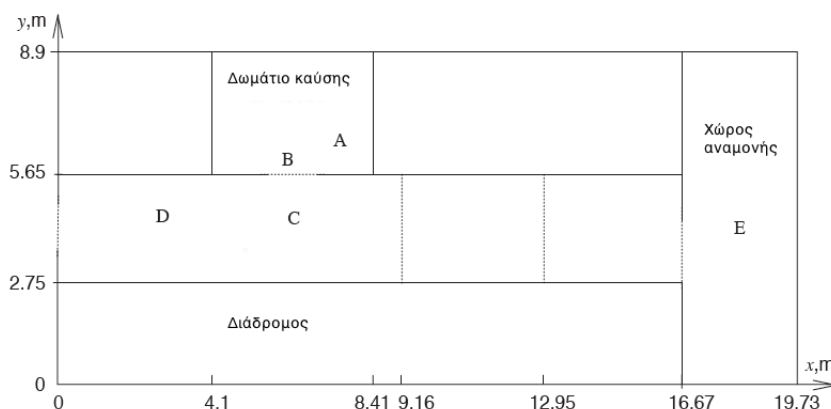 y,m
8.9
Δωμάτιο καύσης
Χώρος
αναμονής
A
B
5.65
D
C
E
2.75
Διάδρομος
x,m
0
0
4.1
8.41
9.16
12.95
16.67
19.73